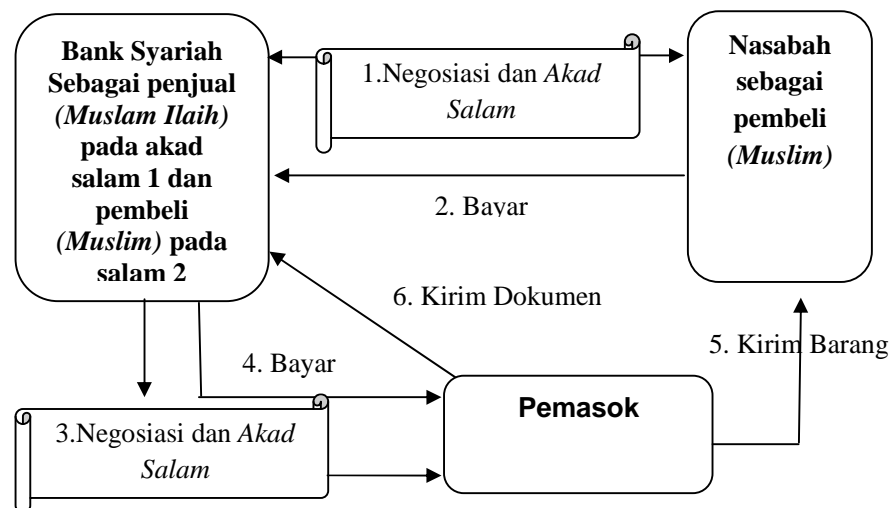 Bank Syariah
Sebagai penjual
(Muslam Ilaih)
pada akad
salam 1 dan
pembeli
(Muslim) pada
salam 2
1.Negosiasi dan Akad
Salam
Nasabah
sebagai
pembeli
(Muslim)
2. Bayar
6. Kirim Dokumen
5. Kirim Barang
4. Bayar
3.Negosiasi dan Akad
Salam
Pemasok